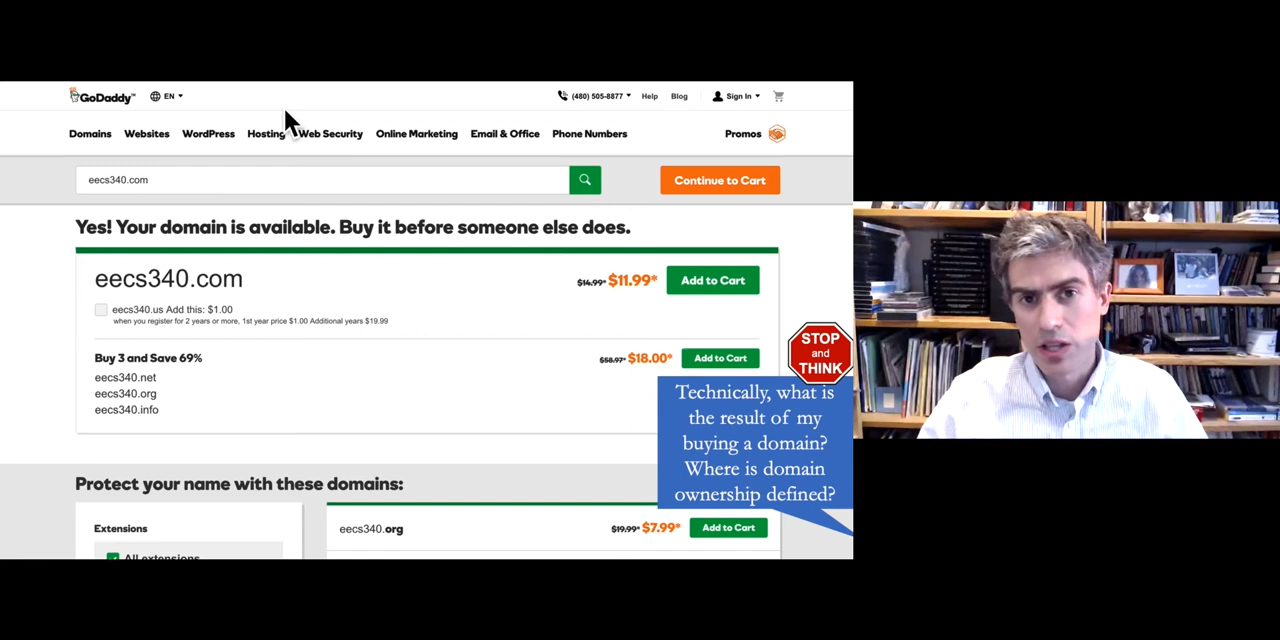 GoDaddy™ EN (480) 505-8877 Help Blog Sign In
Domains Websites WordPress Hosting Web Security Online Marketing Email & Office Phone Numbers Promos
eecs340.com Continue to Cart
Yes! Your domain is available. Buy it before someone else does.
eecs340.com $14.99* $11.99* Add to Cart
eecs340.us Add this: $1.00
when you register for 2 years or more, 1st year price $1.00 Additional years $19.99
Buy 3 and Save 69% $58.97* $18.00* Add to Cart
eecs340.net
eecs340.org
eecs340.info
STOP
and
THINK
Technically, what is
the result of my
buying a domain?
Where is domain
ownership defined?
Protect your name with these domains:
Extensions
All extensions
eecs340.org $19.99* $7.99* Add to Cart